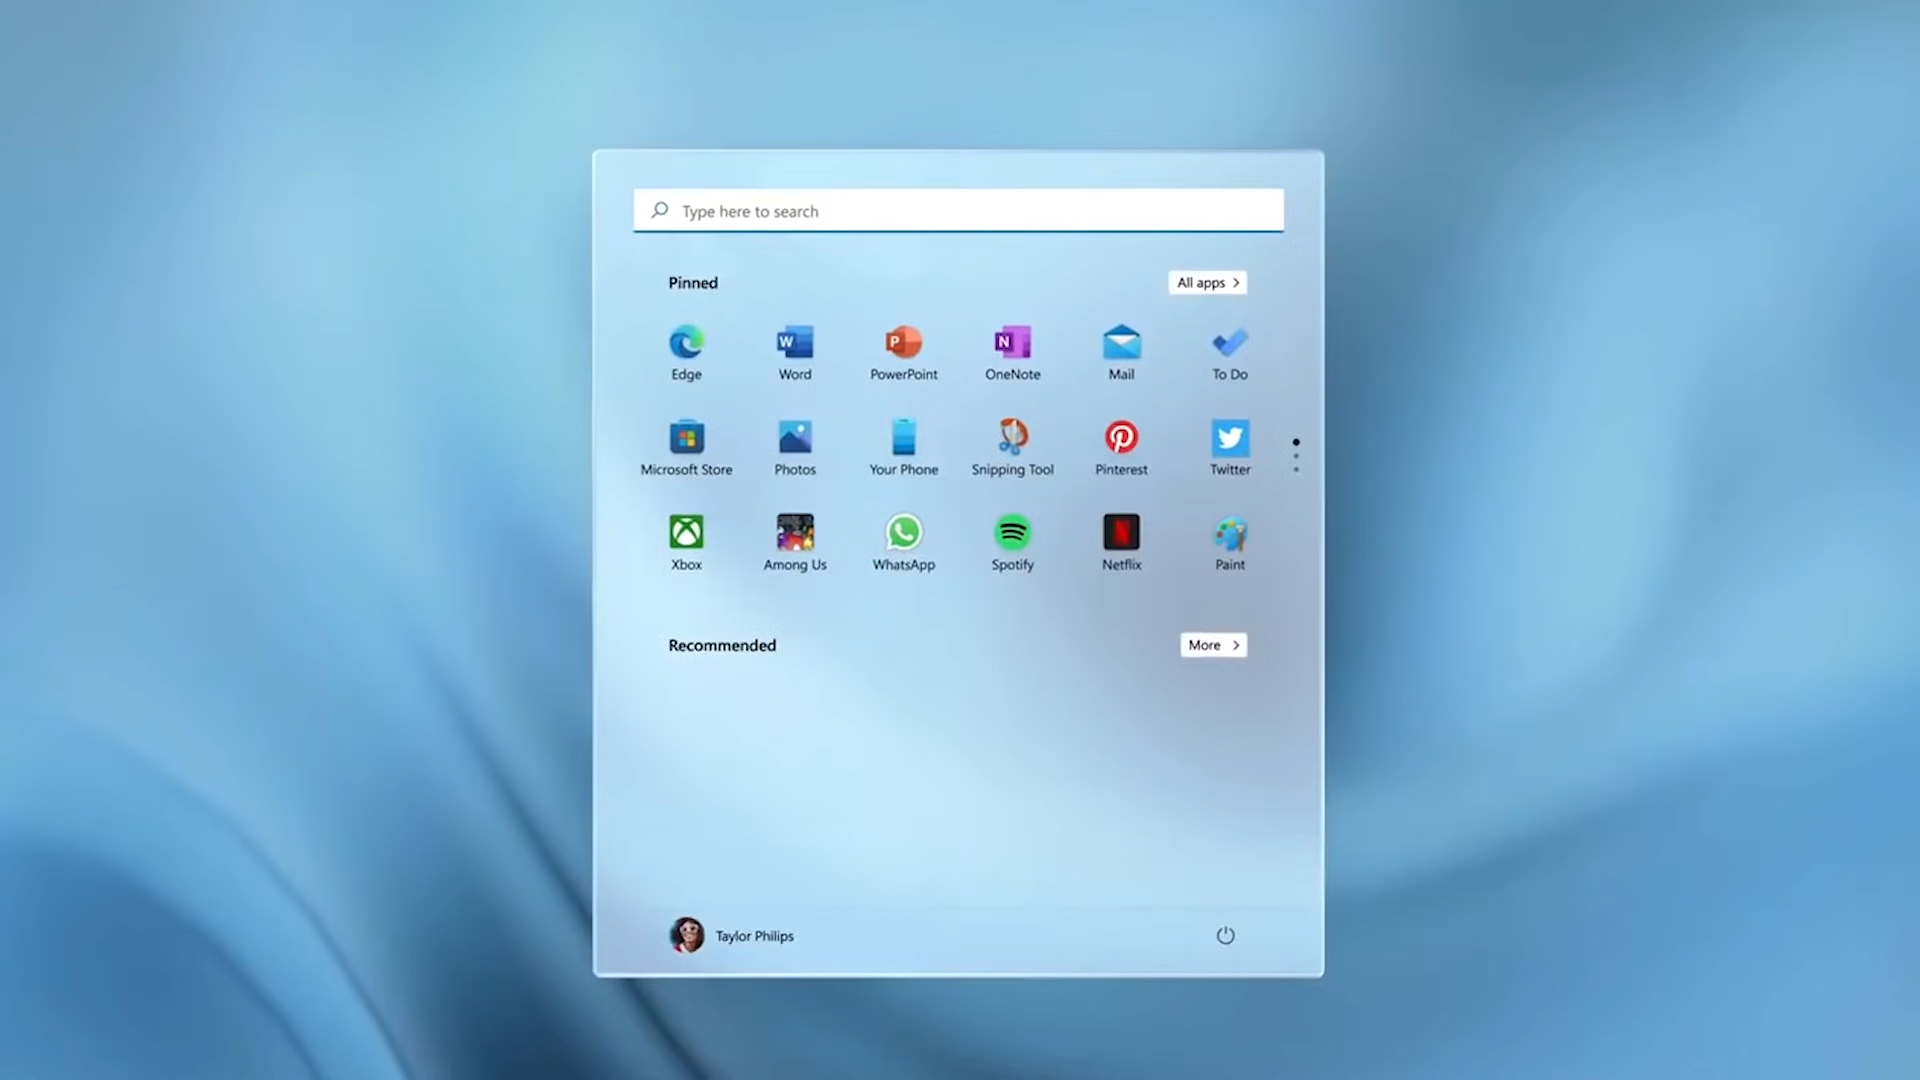 Type here to search
Pinned
All apps
Edge
Word
PowerPoint
OneNote
Mail
To Do
Microsoft Store
Photos
Your Phone
Snipping Tool
Pinterest
Twitter
Xbox
Among Us
WhatsApp
Spotify
Netflix
Paint
Recommended
More
Taylor Philips